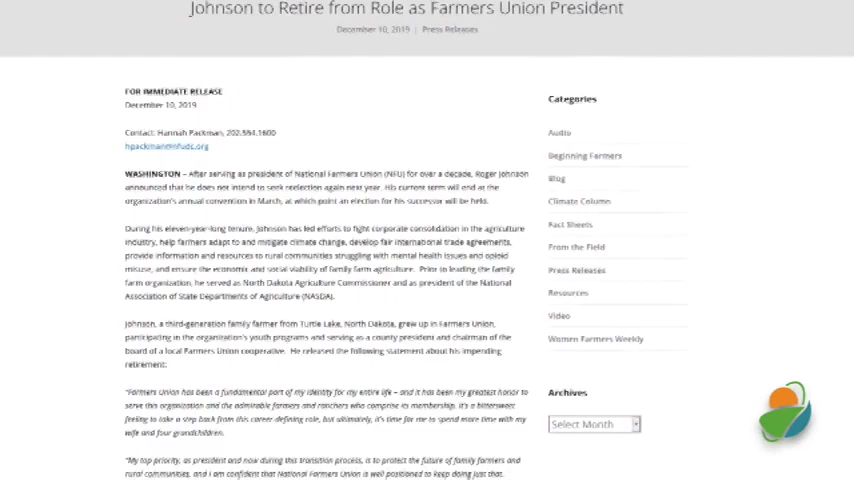 Johnson to Retire from Role as Farmers Union President
December 10, 2019 | Press Releases
FOR IMMEDIATE RELEASE
December 10, 2019
Contact: Hannah Packman, 202.554.1600
hpackman@nfudc.org
WASHINGTON – After serving as president of National Farmers Union (NFU) for over a decade, Roger Johnson
announced that he does not intend to seek reelection again next year. His current term will end at the
organization's annual convention in March, at which point an election for his successor will be held.
During his eleven-year-long tenure, Johnson has led efforts to fight corporate consolidation in the agriculture
industry, help farmers adapt to and mitigate climate change, develop fair international trade agreements,
provide information and resources to rural communities struggling with mental health issues and opioid
misuse, and ensure the economic and social viability of family farm agriculture. Prior to leading the family
farm organization, he served as North Dakota Agriculture Commissioner and as president of the National
Association of State Departments of Agriculture (NASDA).
Johnson, a third-generation family farmer from Turtle Lake, North Dakota, grew up in Farmers Union,
participating in the organization's youth programs and serving as a county president and chairman of the
board of a local Farmers Union cooperative. He released the following statement about his impending
retirement:
"Farmers Union has been a fundamental part of my identity for my entire life – and it has been my greatest honor to
serve this organization and the admirable farmers and ranchers who comprise its membership. It's a bittersweet
feeling to take a step back from this career-defining role, but ultimately, it's time for me to spend more time with my
wife and four grandchildren.
"My top priority, as president and now during this transition process, is to protect the future of family farmers and
rural communities, and I am confident that National Farmers Union is well positioned to keep doing just that.
Categories
Audio
Beginning Farmers
Blog
Climate Column
Fact Sheets
From the Field
Press Releases
Resources
Video
Women Farmers Weekly
Archives
Select Month